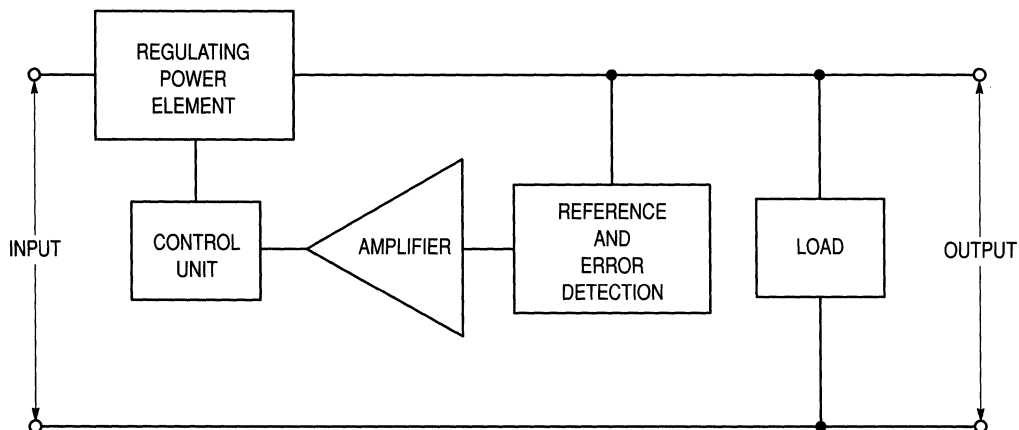 REGULATING
POWER
ELEMENT
INPUT
CONTROL
UNIT
AMPLIFIER
REFERENCE
AND
ERROR
DETECTION
LOAD
OUTPUT